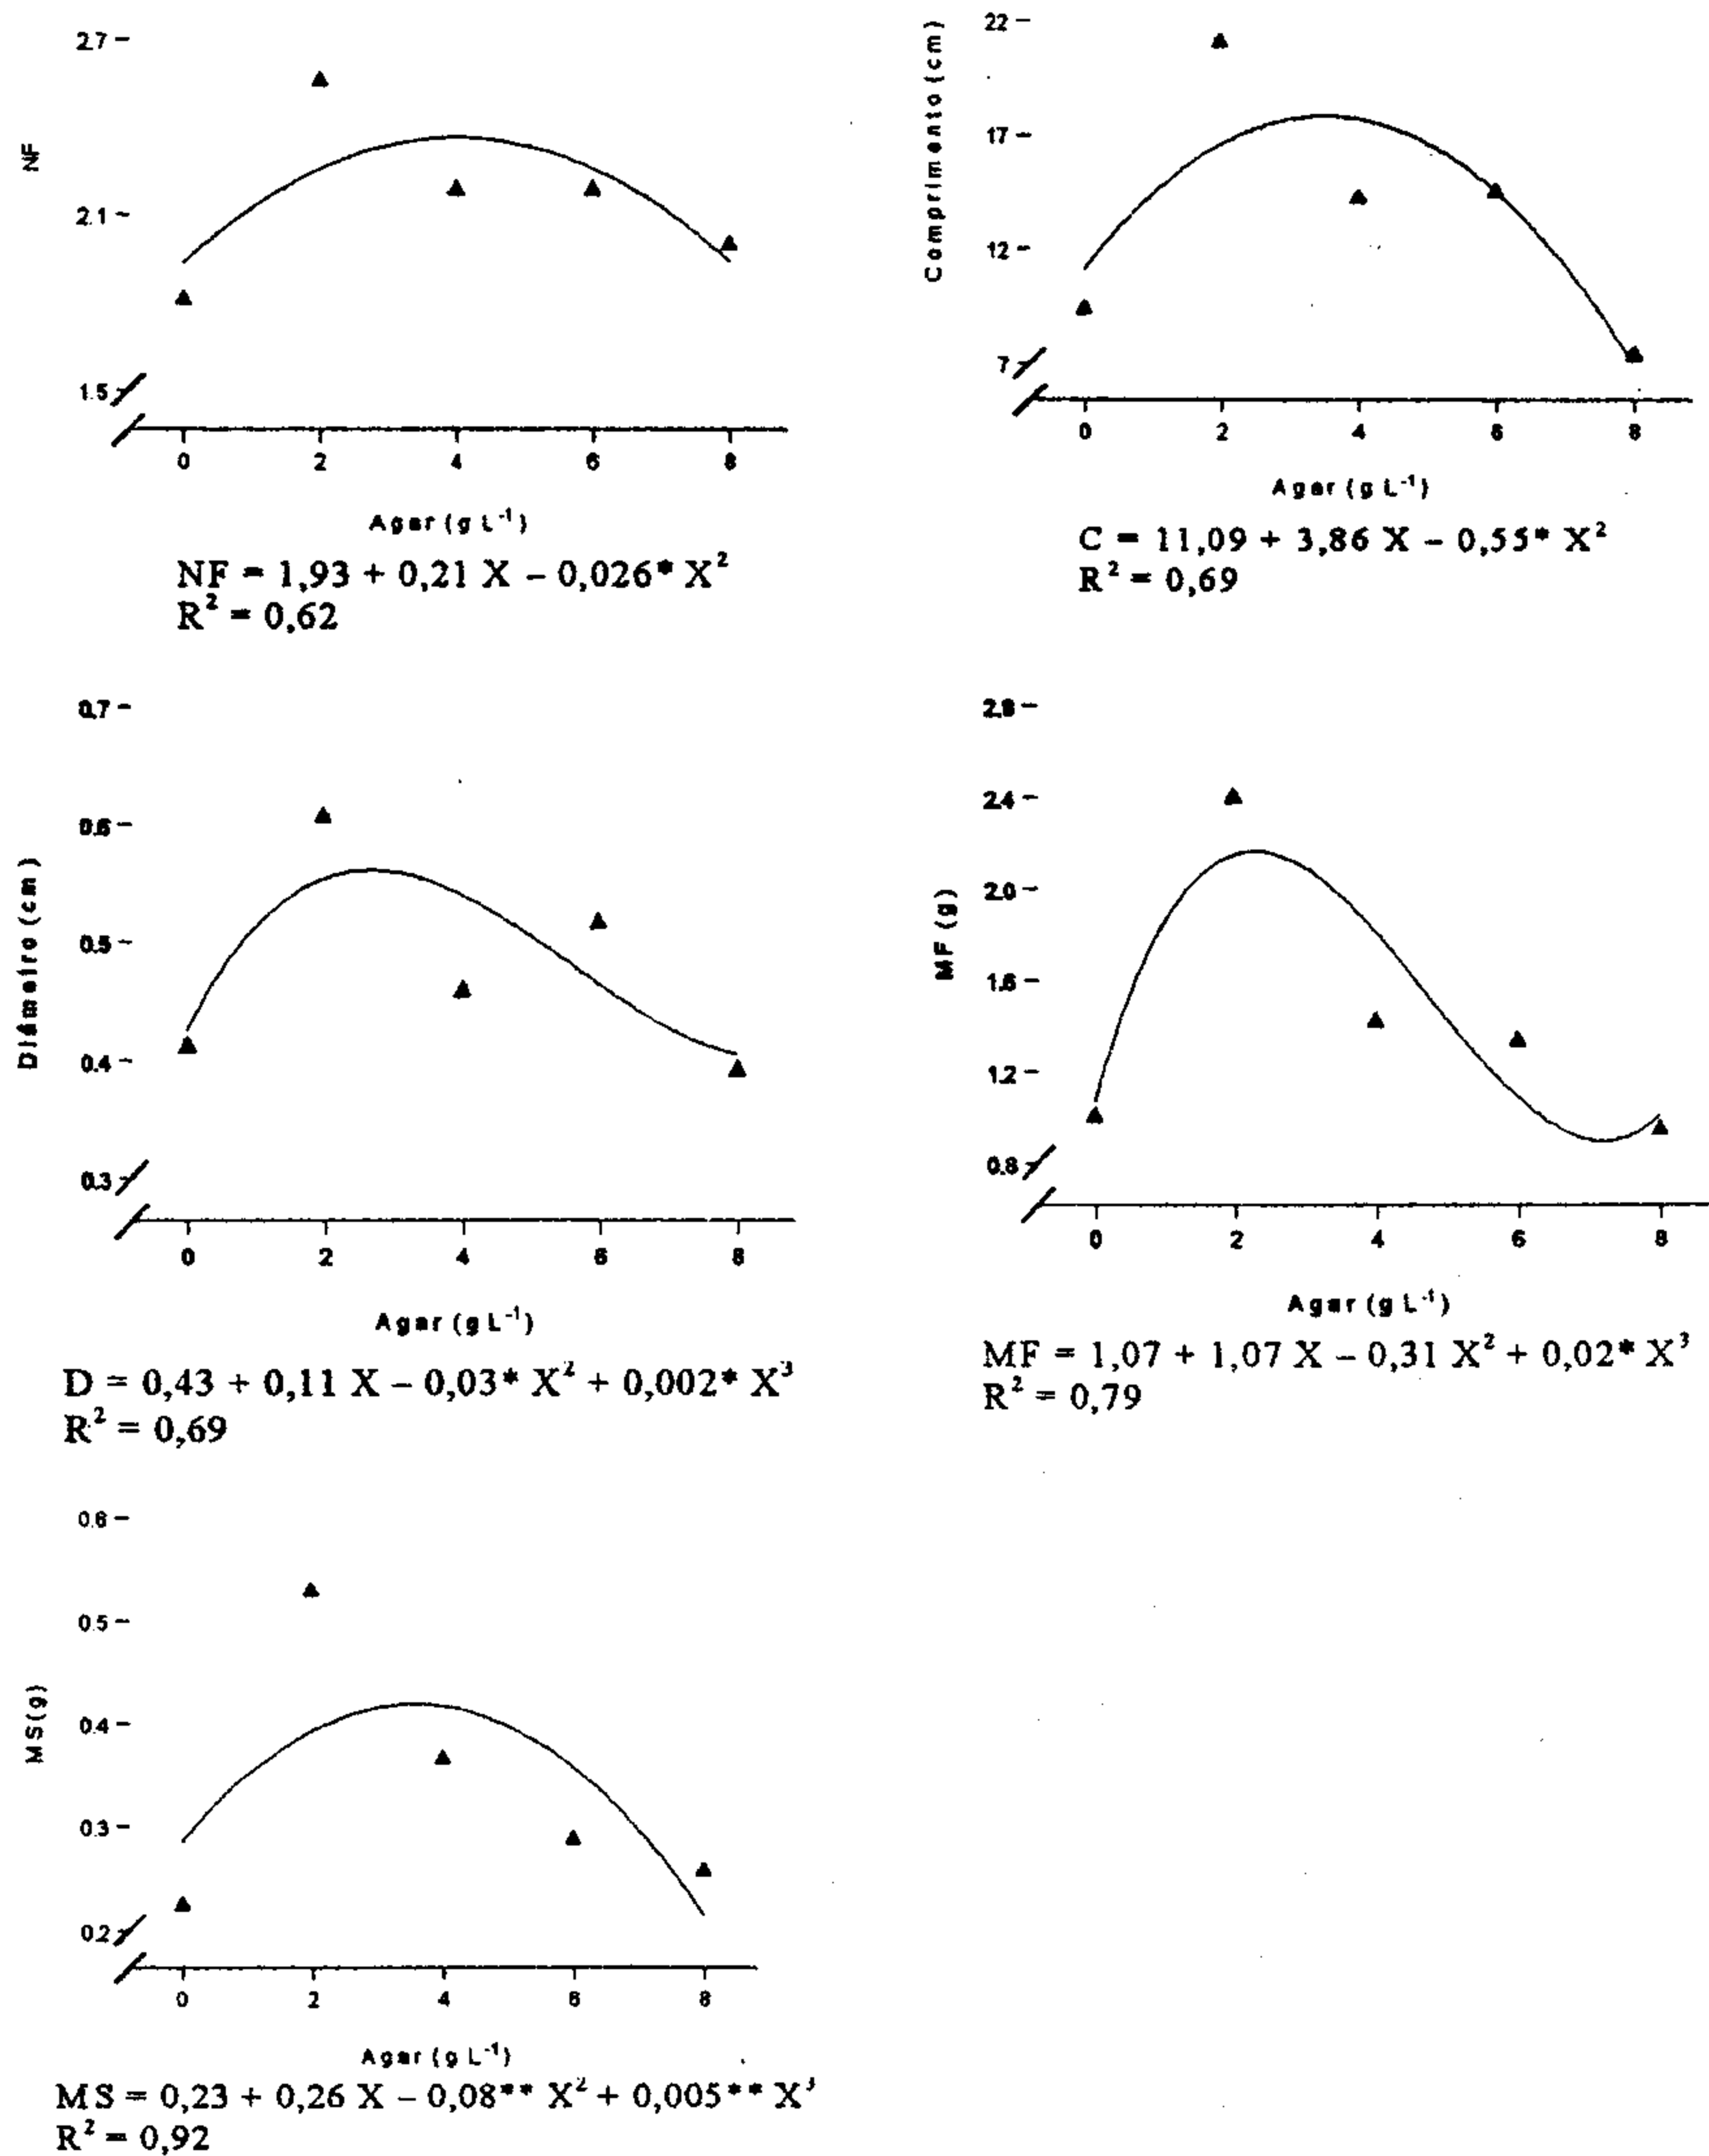 2.7
NF
2.1
1.5
0 2 4 6 8
Agar (g L⁻¹)
NF = 1,93 + 0,21 X – 0,026* X²
R² = 0,62
22
Comprimento (cm)
17
12
7
0 2 4 6 8
Agar (g L⁻¹)
C = 11,09 + 3,86 X – 0,55* X²
R² = 0,69
0.7
0.6
Diâmetro (cm)
0.5
0.4
0.3
0 2 4 6 8
Agar (g L⁻¹)
D = 0,43 + 0,11 X – 0,03* X² + 0,002* X³
R² = 0,69
2.8
2.4
2.0
MF (g)
1.6
1.2
0.8
0 2 4 6 8
Agar (g L⁻¹)
MF = 1,07 + 1,07 X – 0,31 X² + 0,02* X³
R² = 0,79
0.6
0.5
MS(g)
0.4
0.3
0.2
0 2 4 6 8
Agar (g L⁻¹)
MS = 0,23 + 0,26 X – 0,08** X² + 0,005** X³
R² = 0,92